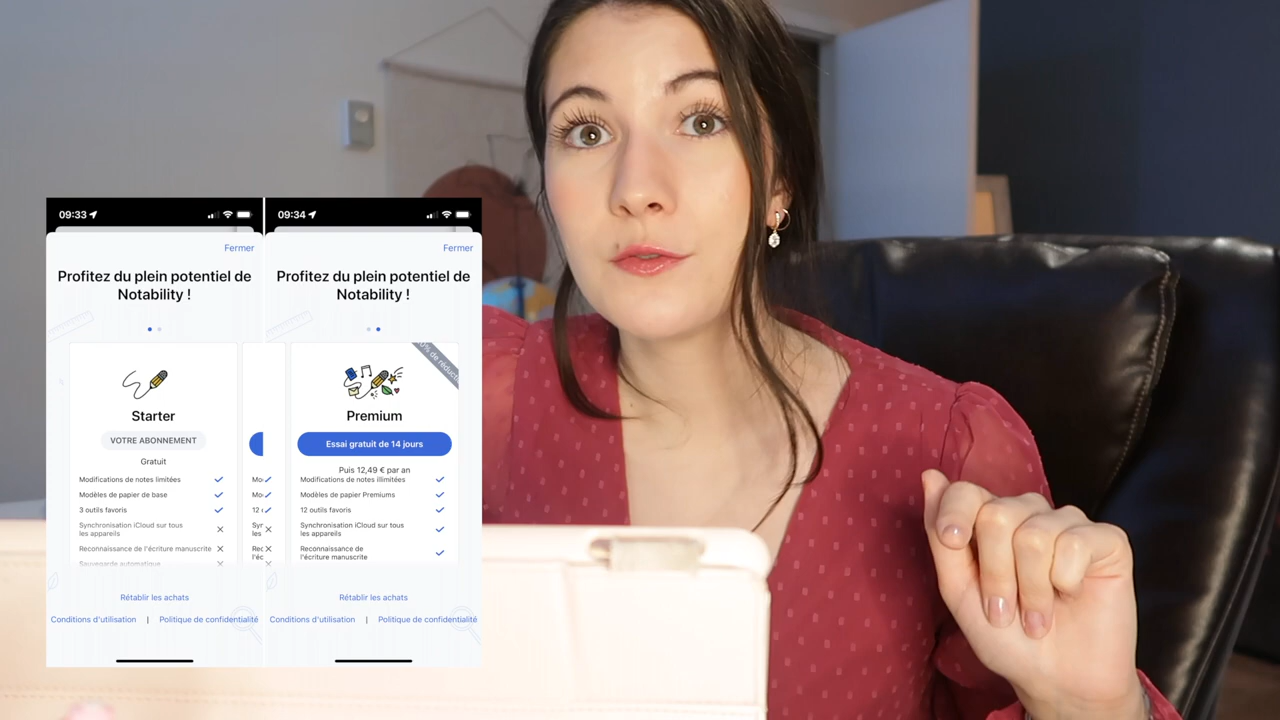 09:33
Fermer
Profitez du plein potentiel de
Notability !
Starter
VOTRE ABONNEMENT
Gratuit
Modifications de notes limitées
Modèles de papier de base
3 outils favoris
Synchronisation iCloud sur tous
les appareils
Reconnaissance de l'écriture manuscrite
Sauvegarde automatique
Rétablir les achats
Conditions d'utilisation | Politique de confidentialité
09:34
Fermer
Profitez du plein potentiel de
Notability !
Premium
Essai gratuit de 14 jours
Puis 12,49 € par an
Modifications de notes illimitées
Modèles de papier Premiums
12 outils favoris
Synchronisation iCloud sur tous
les appareils
Reconnaissance de
l'écriture manuscrite
Rétablir les achats
Conditions d'utilisation | Politique de confidentialité